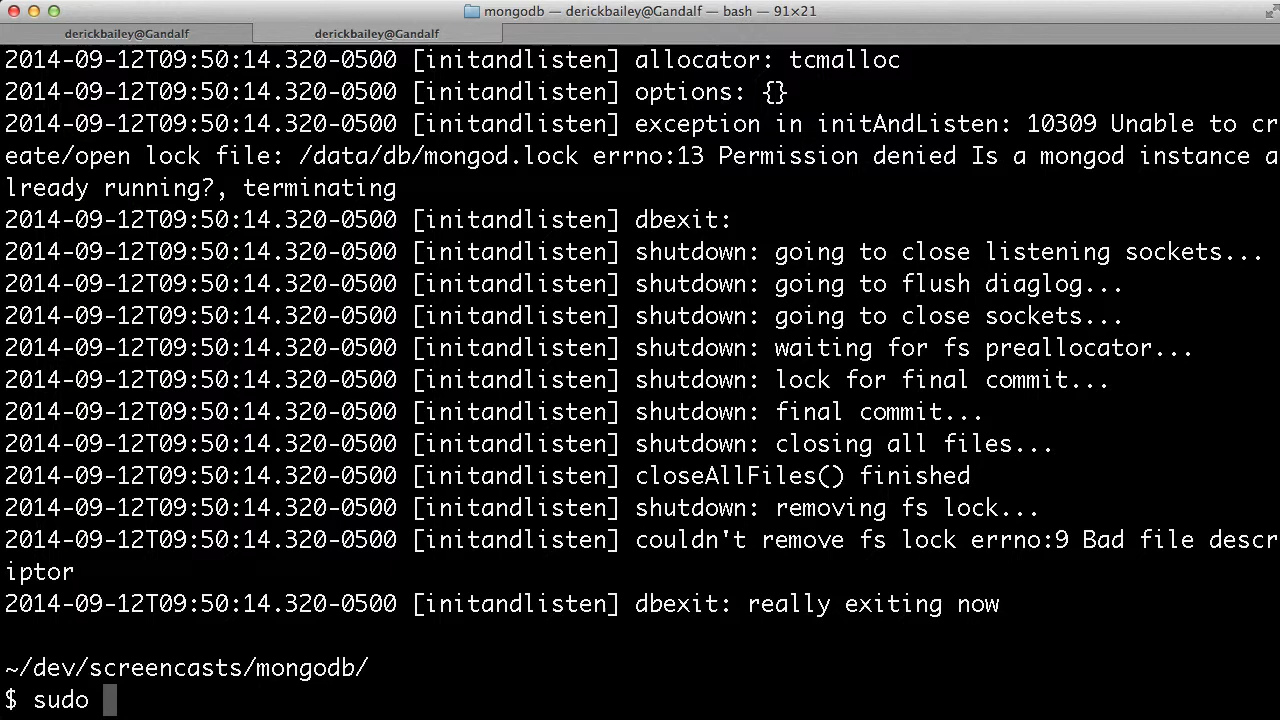 mongodb — derickbailey@Gandalf — bash — 91×21
derickbailey@Gandalf derickbailey@Gandalf
2014-09-12T09:50:14.320-0500 [initandlisten] allocator: tcmalloc
2014-09-12T09:50:14.320-0500 [initandlisten] options: {}
2014-09-12T09:50:14.320-0500 [initandlisten] exception in initAndListen: 10309 Unable to cr
eate/open lock file: /data/db/mongod.lock errno:13 Permission denied Is a mongod instance a
lready running?, terminating
2014-09-12T09:50:14.320-0500 [initandlisten] dbexit:
2014-09-12T09:50:14.320-0500 [initandlisten] shutdown: going to close listening sockets...
2014-09-12T09:50:14.320-0500 [initandlisten] shutdown: going to flush diaglog...
2014-09-12T09:50:14.320-0500 [initandlisten] shutdown: going to close sockets...
2014-09-12T09:50:14.320-0500 [initandlisten] shutdown: waiting for fs preallocator...
2014-09-12T09:50:14.320-0500 [initandlisten] shutdown: lock for final commit...
2014-09-12T09:50:14.320-0500 [initandlisten] shutdown: final commit...
2014-09-12T09:50:14.320-0500 [initandlisten] shutdown: closing all files...
2014-09-12T09:50:14.320-0500 [initandlisten] closeAllFiles() finished
2014-09-12T09:50:14.320-0500 [initandlisten] shutdown: removing fs lock...
2014-09-12T09:50:14.320-0500 [initandlisten] couldn't remove fs lock errno:9 Bad file descr
iptor
2014-09-12T09:50:14.320-0500 [initandlisten] dbexit: really exiting now
~/dev/screencasts/mongodb/
$ sudo